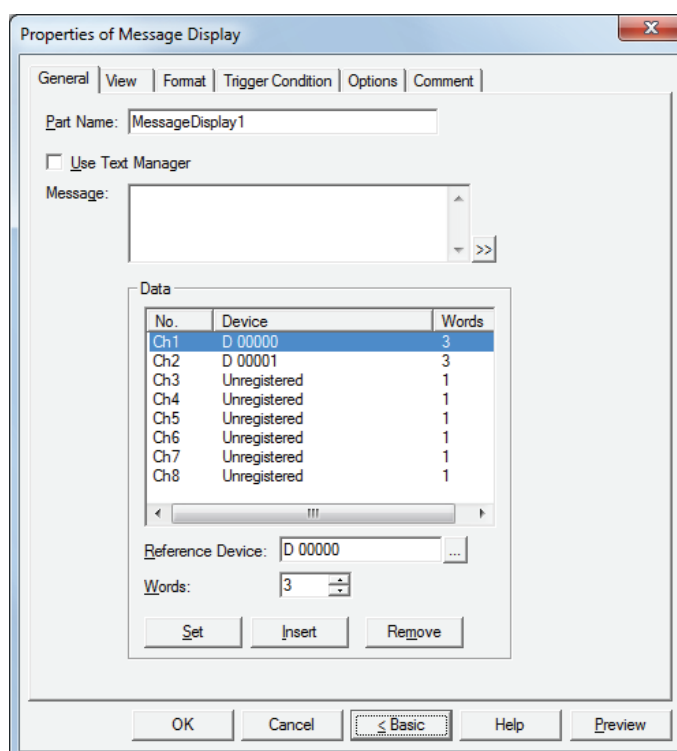 Properties of Message Display
General View Format Trigger Condition Options Comment
Part Name: MessageDisplay1
Use Text Manager
Message:
>>
Data
No. Device Words
Ch1 D 00000 3
Ch2 D 00001 3
Ch3 Unregistered 1
Ch4 Unregistered 1
Ch5 Unregistered 1
Ch6 Unregistered 1
Ch7 Unregistered 1
Ch8 Unregistered 1
Reference Device: D 00000 ...
Words: 3
Set Insert Remove
OK Cancel < Basic Help Preview